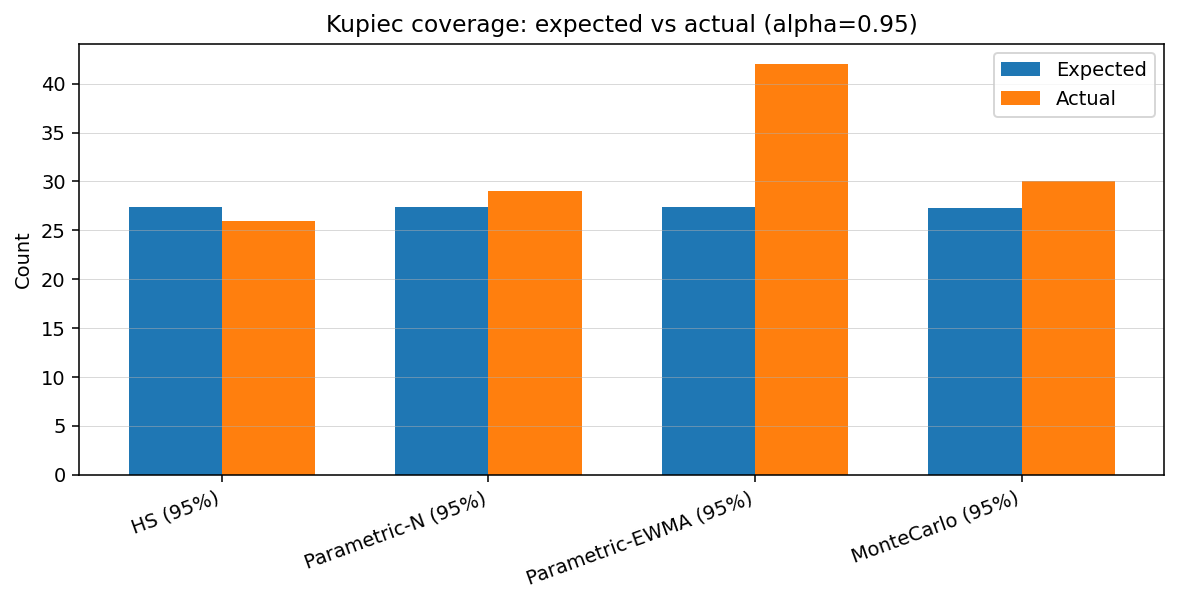 Kupiec coverage: expected vs actual (alpha=0.95)
Expected
Actual
Count
40
35
30
25
20
15
10
5
0
HS (95%)
Parametric-N (95%)
Parametric-EWMA (95%)
MonteCarlo (95%)